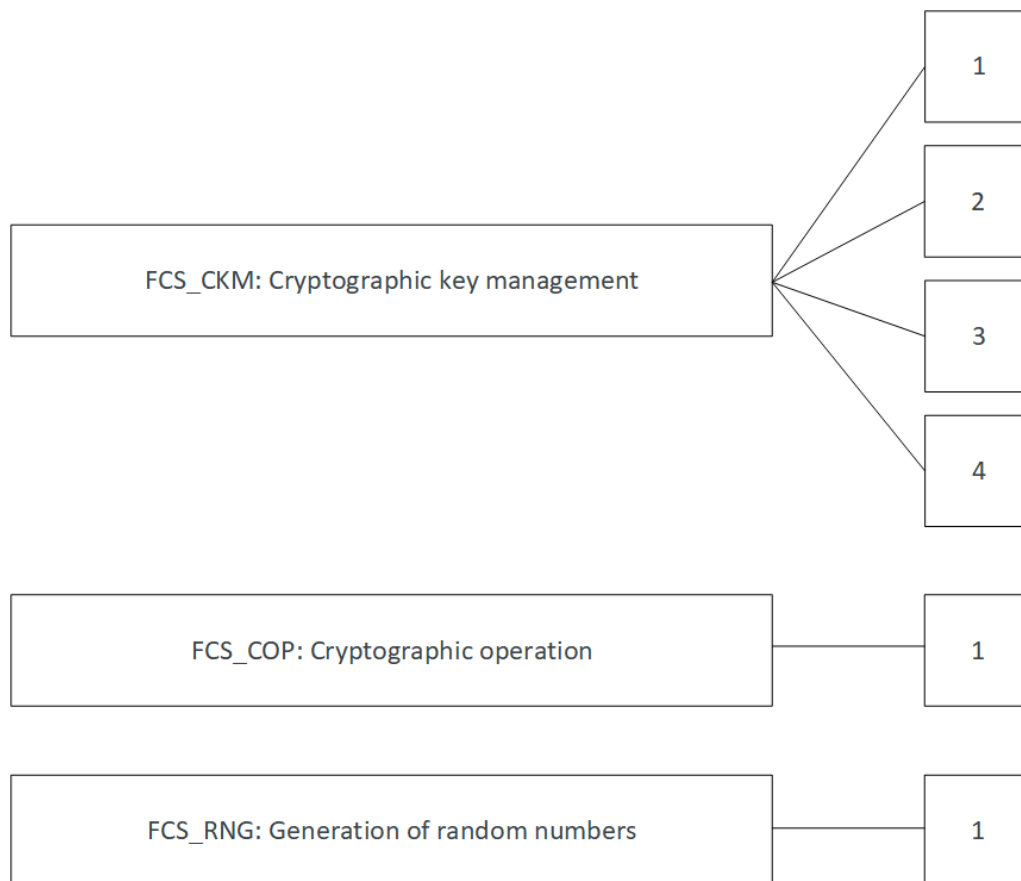 1
2
FCS_CKM: Cryptographic key management
3
4
FCS_COP: Cryptographic operation
1
FCS_RNG: Generation of random numbers
1